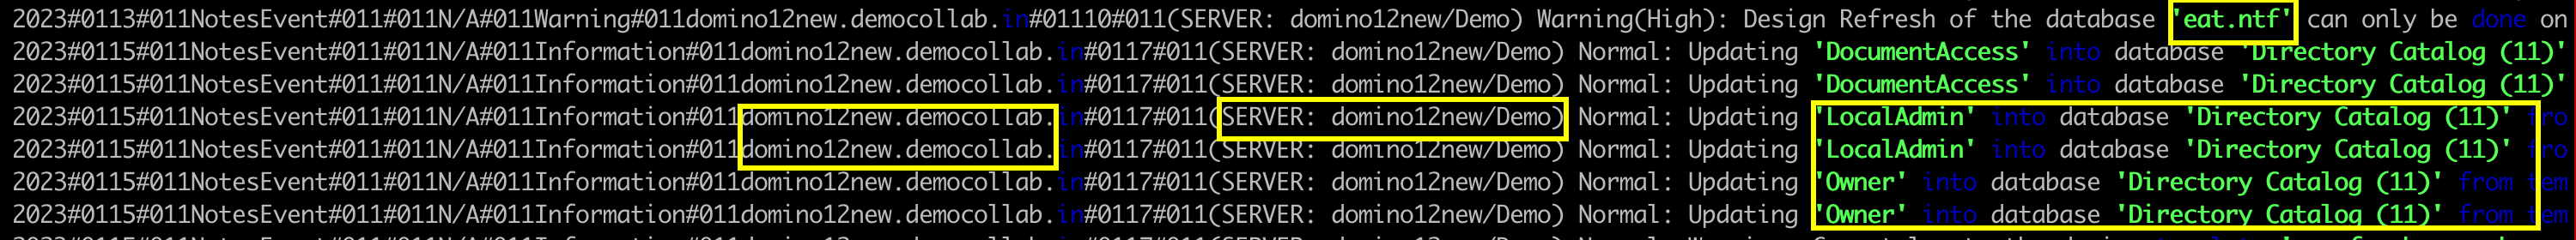 2023#0113#011NotesEvent#011#011N/A#011Warning#011domino12new.democollab.in#01110#011(SERVER: domino12new/Demo) Warning(High): Design Refresh of the database 'eat.ntf' can only be done on
2023#0115#011NotesEvent#011#011N/A#011Information#011domino12new.democollab.in#0117#011(SERVER: domino12new/Demo) Normal: Updating 'DocumentAccess' into database 'Directory Catalog (11)'
2023#0115#011NotesEvent#011#011N/A#011Information#011domino12new.democollab.in#0117#011(SERVER: domino12new/Demo) Normal: Updating 'DocumentAccess' into database 'Directory Catalog (11)'
2023#0115#011NotesEvent#011#011N/A#011Information#011domino12new.democollab.in#0117#011(SERVER: domino12new/Demo) Normal: Updating 'LocalAdmin' into database 'Directory Catalog (11)' fro
2023#0115#011NotesEvent#011#011N/A#011Information#011domino12new.democollab.in#0117#011(SERVER: domino12new/Demo) Normal: Updating 'LocalAdmin' into database 'Directory Catalog (11)' fro
2023#0115#011NotesEvent#011#011N/A#011Information#011domino12new.democollab.in#0117#011(SERVER: domino12new/Demo) Normal: Updating 'Owner' into database 'Directory Catalog (11)' from tem
2023#0115#011NotesEvent#011#011N/A#011Information#011domino12new.democollab.in#0117#011(SERVER: domino12new/Demo) Normal: Updating 'Owner' into database 'Directory Catalog (11)' from tem